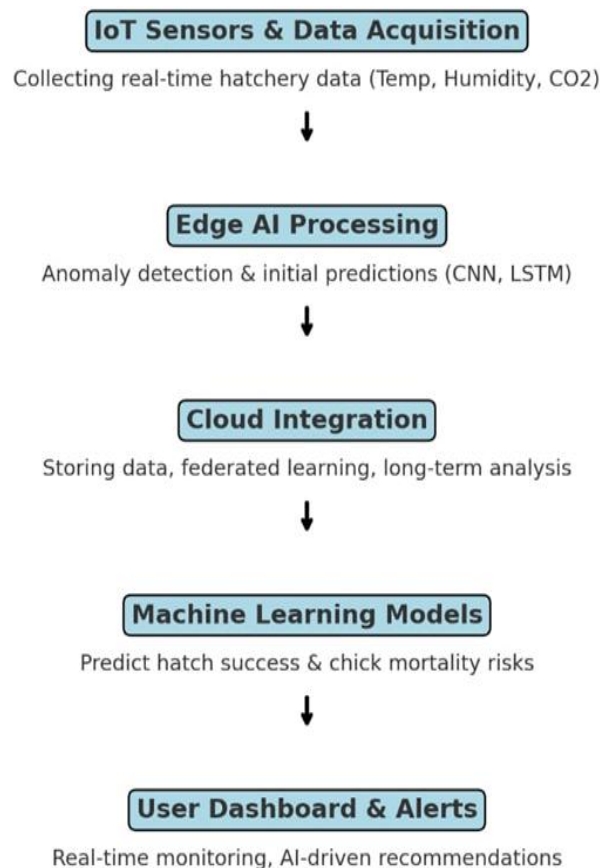 IoT Sensors & Data Acquisition
Collecting real-time hatchery data (Temp, Humidity, CO2)
Edge AI Processing
Anomaly detection & initial predictions (CNN, LSTM)
Cloud Integration
Storing data, federated learning, long-term analysis
Machine Learning Models
Predict hatch success & chick mortality risks
User Dashboard & Alerts
Real-time monitoring, AI-driven recommendations